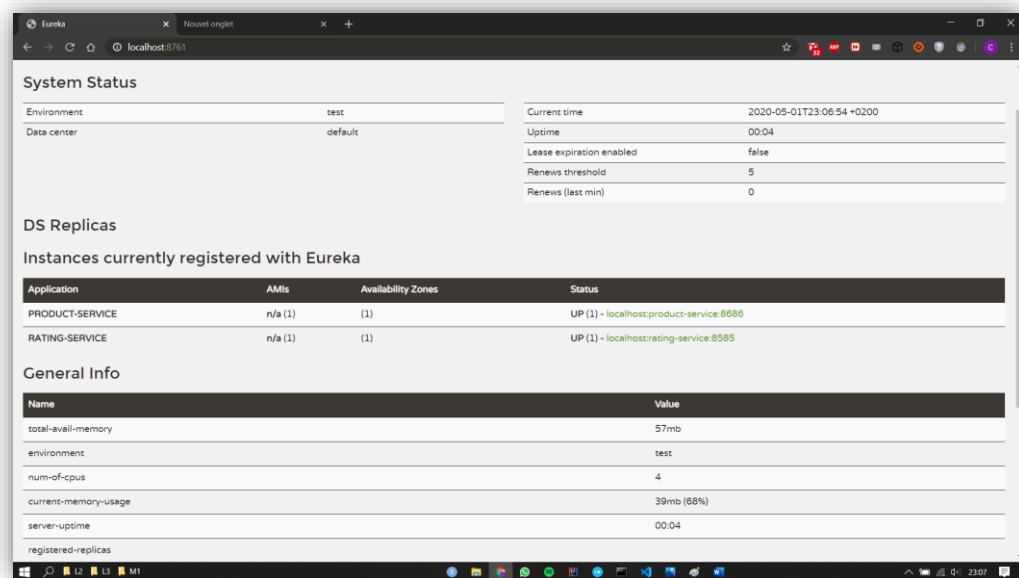 Eureka
Nouvel onglet
localhost:8761
32
ABP
C
System Status
Environment test
Data center default
Current time 2020-05-01T23:06:54 +0200
Uptime 00:04
Lease expiration enabled false
Renews threshold 5
Renews (last min) 0
DS Replicas
Instances currently registered with Eureka
Application AMIs Availability Zones Status
PRODUCT-SERVICE n/a (1) (1) UP (1) - localhost:product-service:8686
RATING-SERVICE n/a (1) (1) UP (1) - localhost:rating-service:8585
General Info
Name Value
total-avail-memory 57mb
environment test
num-of-cpus 4
current-memory-usage 39mb (68%)
server-uptime 00:04
registered-replicas
L2 L3 M1 23:07